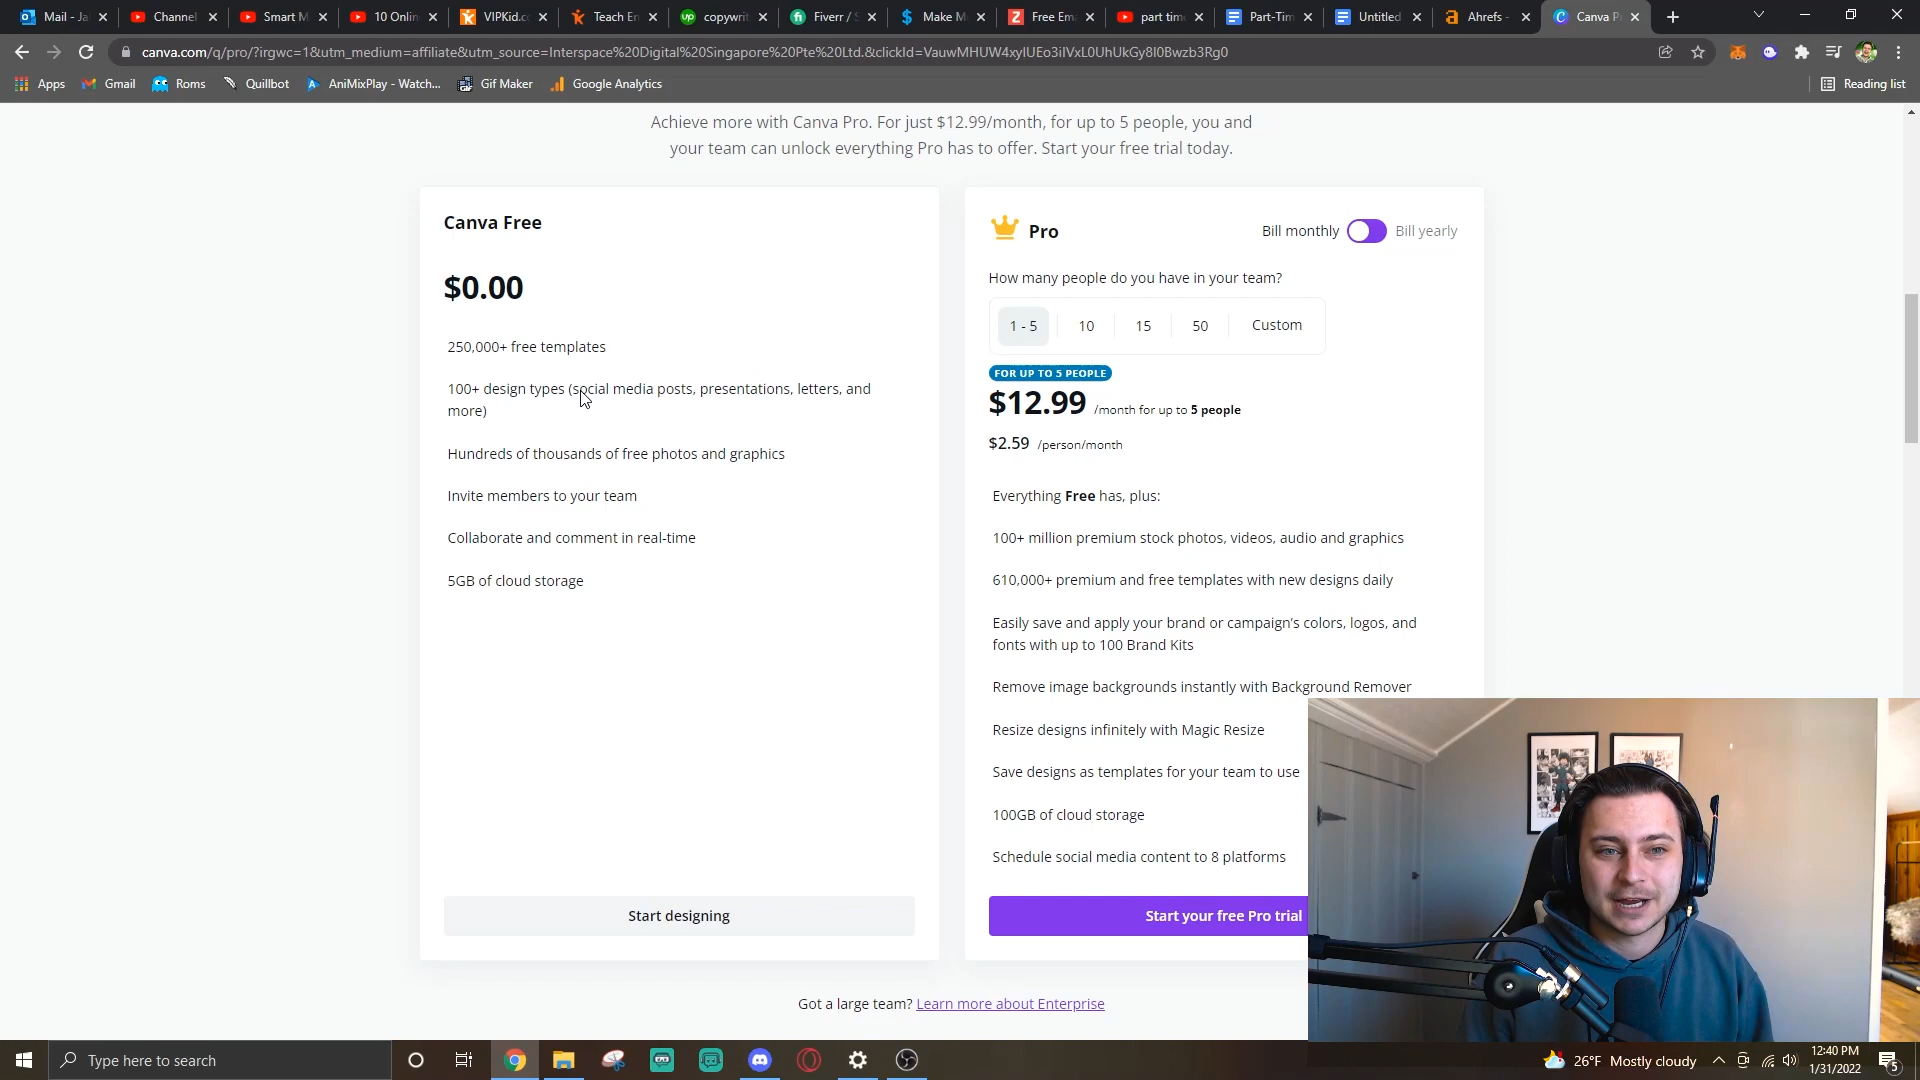 Mail - Ja
Channel
Smart M
10 Onlin
VIPKid.c
Teach En
copywrit
Fiverr / S
Make M
Free Em
part tim
Part-Tim
Untitled
Ahrefs -
Canva P
canva.com/q/pro/?irgwc=1&utm_medium=affiliate&utm_source=Interspace%20Digital%20Singapore%20Pte%20Ltd.&clickId=VauwMHUW4xyIUEo3iIVxL0UhUkGy8I0Bwzb3Rg0
Apps
Gmail
Roms
Quillbot
AniMixPlay - Watch...
Gif Maker
Google Analytics
Reading list
Achieve more with Canva Pro. For just $12.99/month, for up to 5 people, you and
your team can unlock everything Pro has to offer. Start your free trial today.
Canva Free
$0.00
250,000+ free templates
100+ design types (social media posts, presentations, letters, and
more)
Hundreds of thousands of free photos and graphics
Invite members to your team
Collaborate and comment in real-time
5GB of cloud storage
Start designing
Pro
Bill monthly
Bill yearly
How many people do you have in your team?
1 - 5
10
15
50
Custom
FOR UP TO 5 PEOPLE
$12.99 /month for up to 5 people
$2.59 /person/month
Everything Free has, plus:
100+ million premium stock photos, videos, audio and graphics
610,000+ premium and free templates with new designs daily
Easily save and apply your brand or campaign's colors, logos, and
fonts with up to 100 Brand Kits
Remove image backgrounds instantly with Background Remover
Resize designs infinitely with Magic Resize
Save designs as templates for your team to use
100GB of cloud storage
Schedule social media content to 8 platforms
Start your free Pro trial
Got a large team? Learn more about Enterprise
Type here to search
26°F Mostly cloudy
12:40 PM
1/31/2022
5